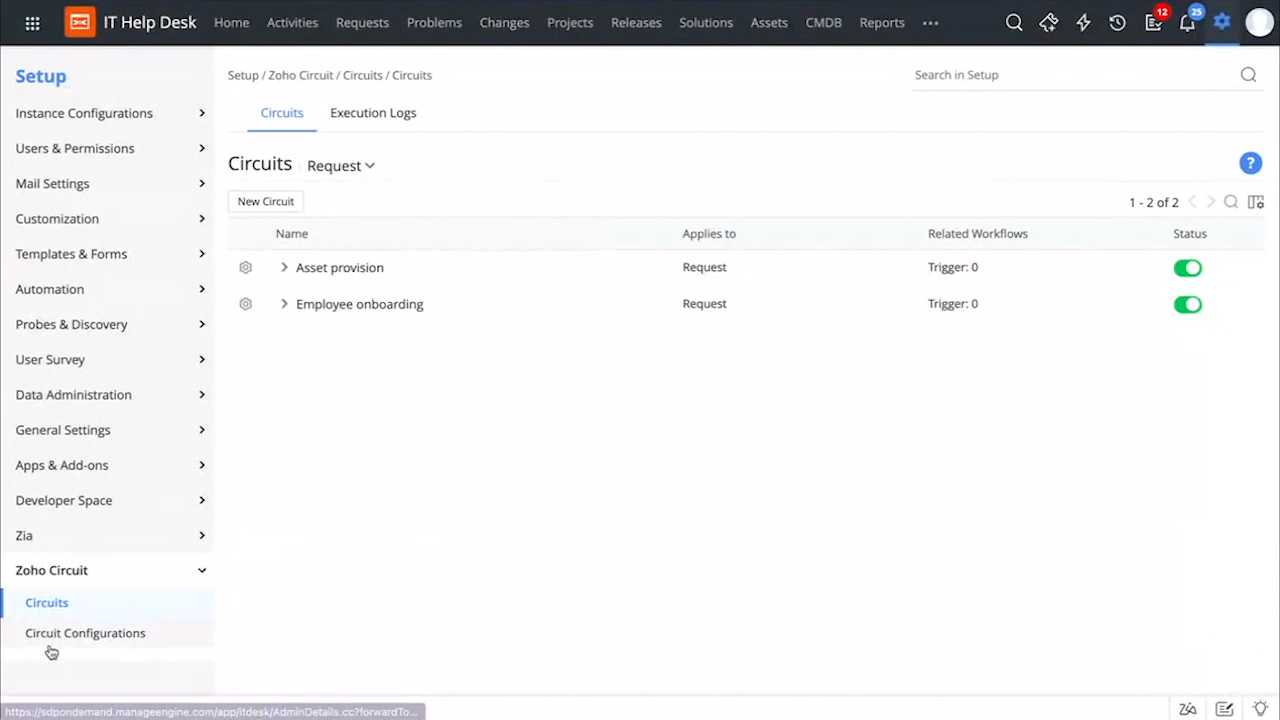 IT Help Desk Home Activities Requests Problems Changes Projects Releases Solutions Assets CMDB Reports ••• 12 25
Setup
Setup / Zoho Circuit / Circuits / Circuits
Search in Setup
Instance Configurations
Users & Permissions
Mail Settings
Customization
Templates & Forms
Automation
Probes & Discovery
User Survey
Data Administration
General Settings
Apps & Add-ons
Developer Space
Zia
Zoho Circuit
Circuits
Circuit Configurations
Circuits Execution Logs
Circuits Request
?
New Circuit
1 - 2 of 2
Name Applies to Related Workflows Status
Asset provision Request Trigger: 0
Employee onboarding Request Trigger: 0
https://sdpondemand.manageengine.com/app/itdesk/AdminDetails.cc?forwardTo...